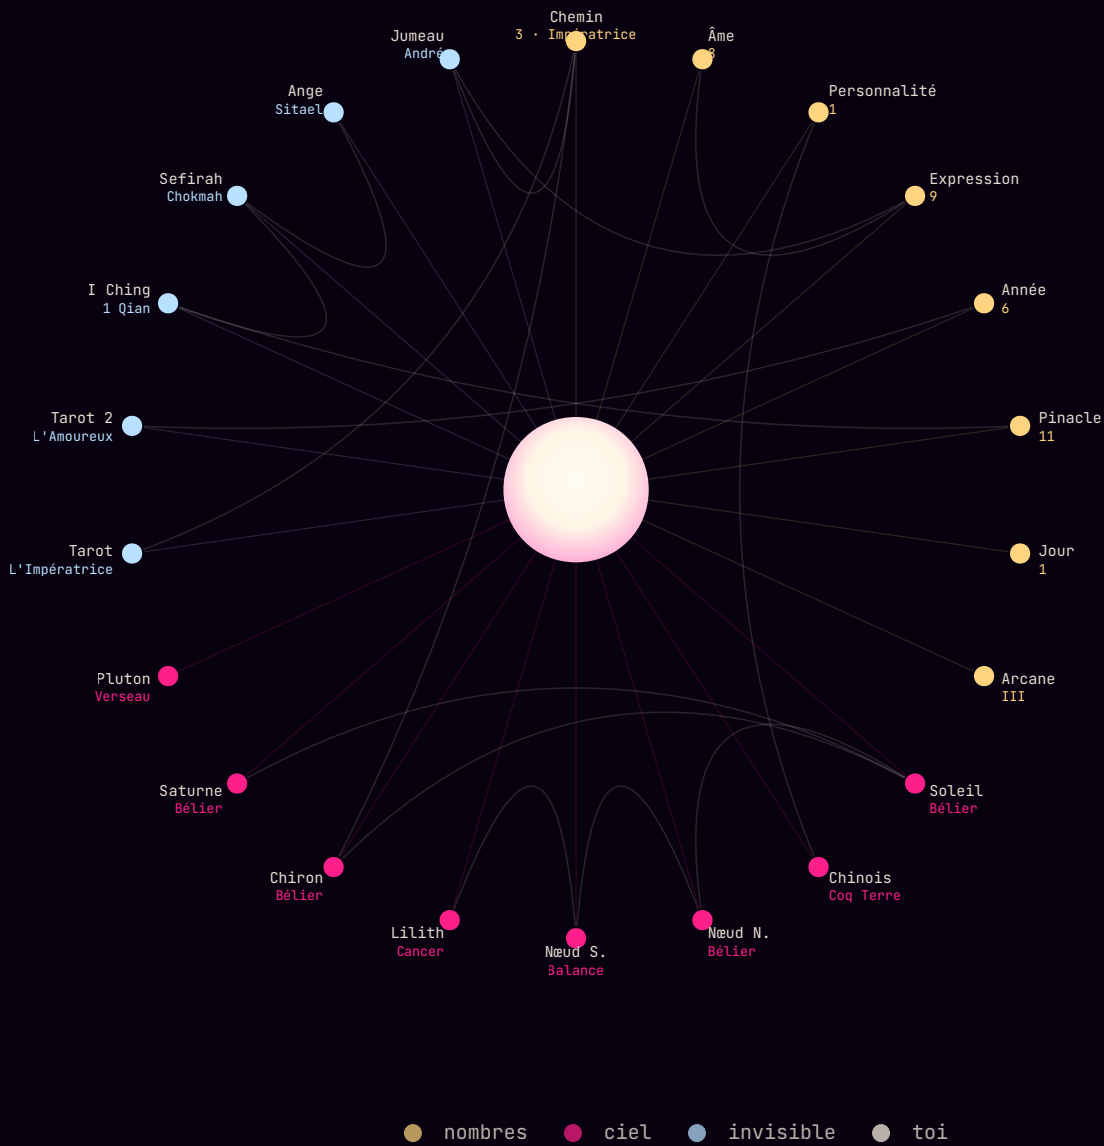 Chemin
3 · Impératrice
Jumeau
André
Âme
8
Ange
Sitael
Personnalité
1
Sefirah
Chokmah
Expression
9
I Ching
1 Qian
Année
6
Tarot 2
L'Amoureux
Pinacle
11
Tarot
L'Impératrice
Jour
1
Pluton
Verseau
Arcane
III
Saturne
Bélier
Soleil
Bélier
Chiron
Bélier
Chinois
Coq Terre
Lilith
Cancer
Nœud N.
Bélier
Nœud S.
Balance
nombres ciel invisible toi